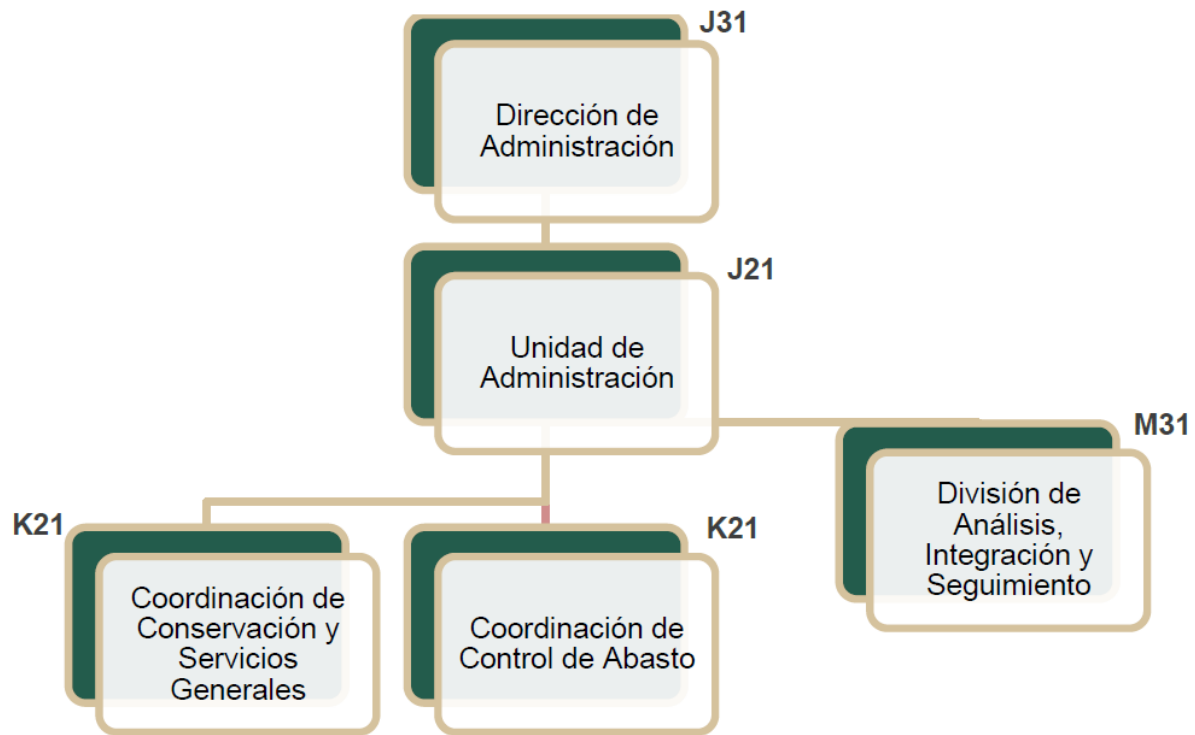 J31
Dirección de
Administración
J21
Unidad de
Administración
M31
División de
Análisis,
Integración y
Seguimiento
K21
Coordinación de
Conservación y
Servicios
Generales
K21
Coordinación de
Control de Abasto